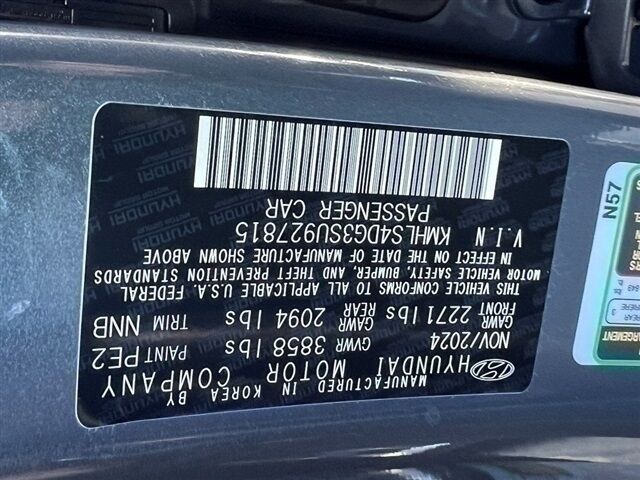 MANUFACTURED IN KOREA BY
HYUNDAI MOTOR COMPANY
NOV/2024 GVWR 3858 lbs PAINT PE2
GAWR FRONT 2271 lbs GAWR REAR 2094 lbs TRIM NNB
THIS VEHICLE CONFORMS TO ALL APPLICABLE U.S.A. FEDERAL
MOTOR VEHICLE SAFETY, BUMPER, AND THEFT PREVENTION STANDARDS
IN EFFECT ON THE DATE OF MANUFACTURE SHOWN ABOVE
V.I.N KMHLS4DG3SU927815
PASSENGER CAR
N57